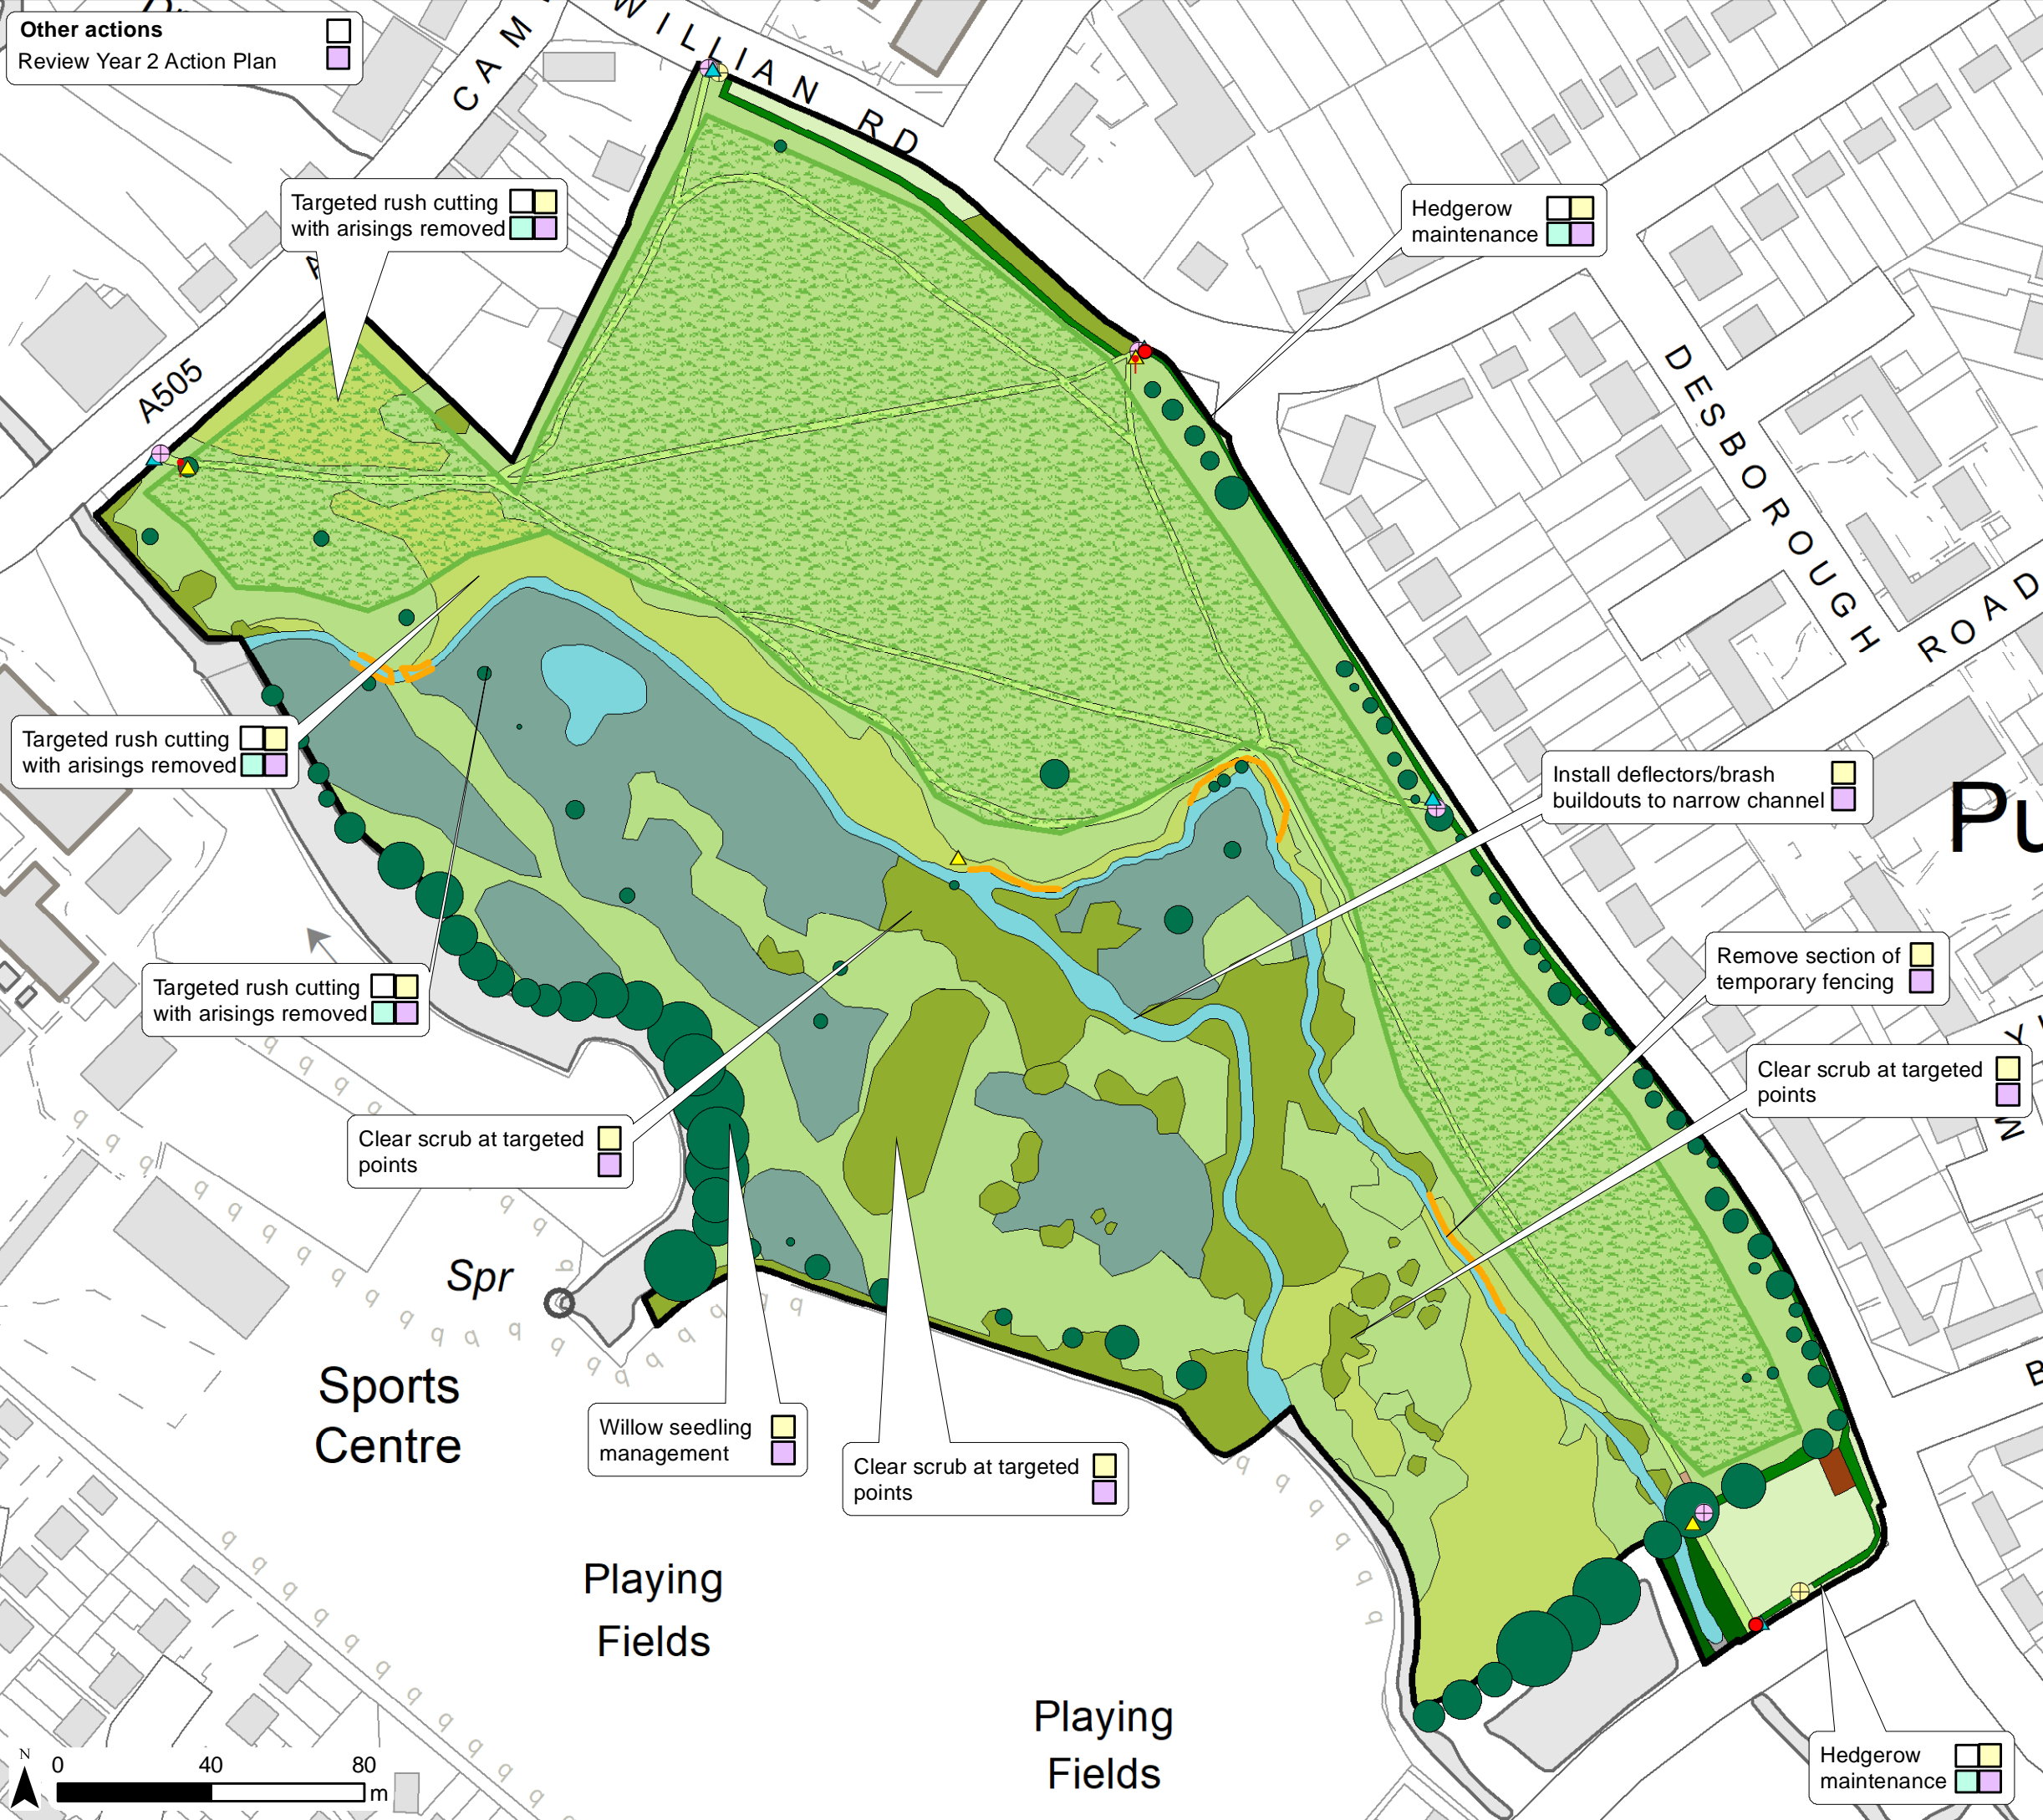 Other actions
Review Year 2 Action Plan
WILLIAN RD
Targeted rush cutting
with arisings removed
Hedgerow
maintenance
A505
DESBOROUGH
ROAD
Targeted rush cutting
with arisings removed
Install deflectors/brash
buildouts to narrow channel
Targeted rush cutting
with arisings removed
Remove section of
temporary fencing
Clear scrub at targeted
points
Clear scrub at targeted
points
Spr
Sports
Centre
Willow seedling
management
Clear scrub at targeted
points
Playing
Fields
Playing
Fields
Hedgerow
maintenance
N
0 40 80
m